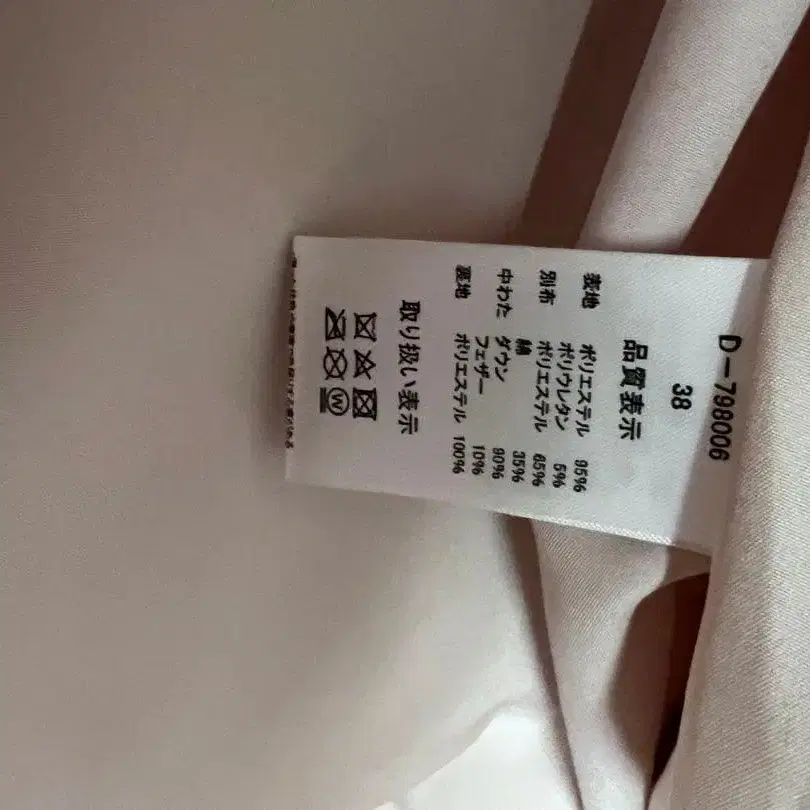 D-798006
38
品質表示
表地 ポリエステル 95%
ポリウレタン 5%
別布 ポリエステル 65%
綿 35%
中わた ダウン 90%
フェザー 10%
裏地 ポリエステル 100%
取り扱い表示
W